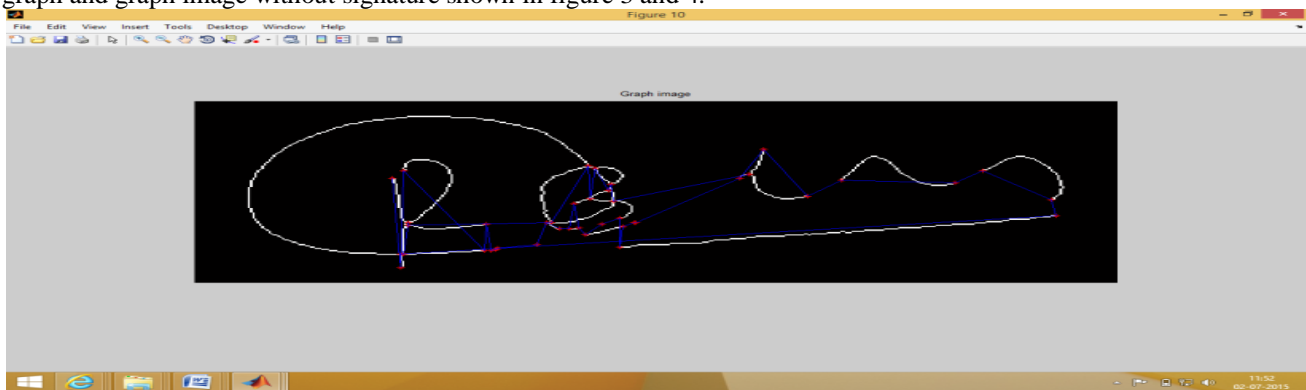 graph and graph image without signature shown in figure 3 and 4.
Figure 10
File Edit View Insert Tools Desktop Window Help
Graph image
11:52
02-07-2015